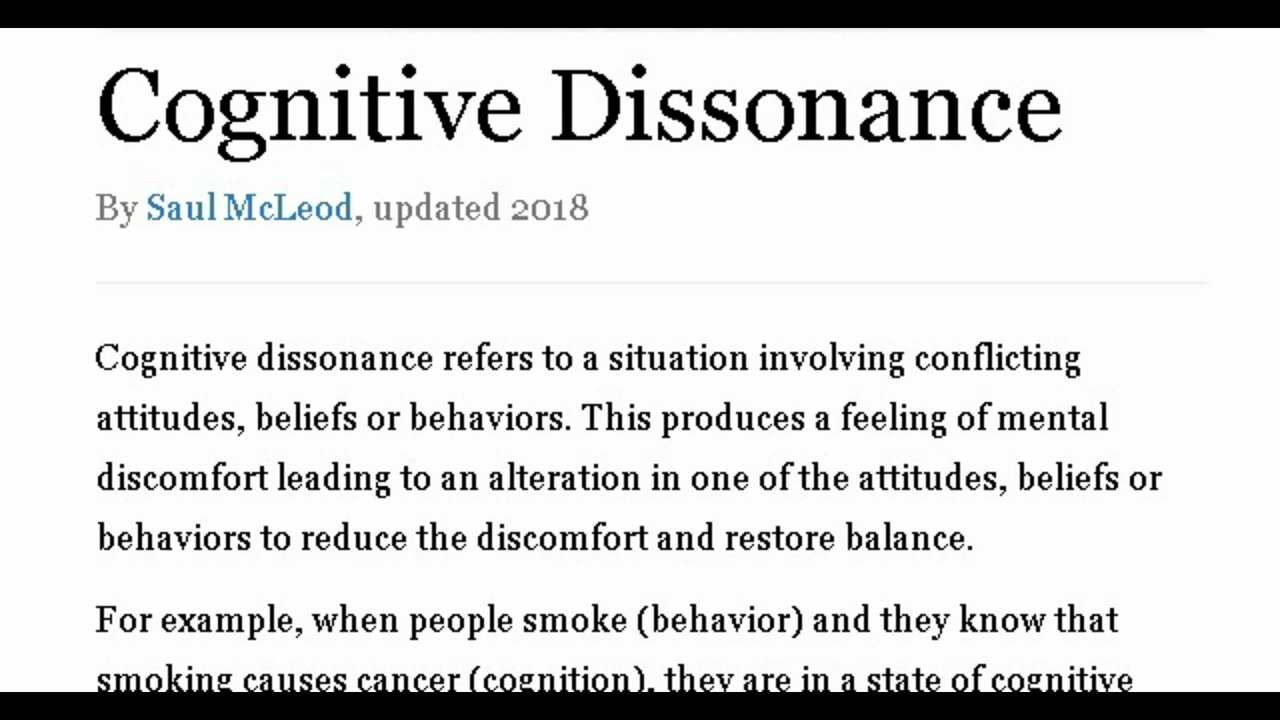 Cognitive Dissonance
By Saul McLeod, updated 2018
Cognitive dissonance refers to a situation involving conflicting
attitudes, beliefs or behaviors. This produces a feeling of mental
discomfort leading to an alteration in one of the attitudes, beliefs or
behaviors to reduce the discomfort and restore balance.
For example, when people smoke (behavior) and they know that
smoking causes cancer (cognition), they are in a state of cognitive